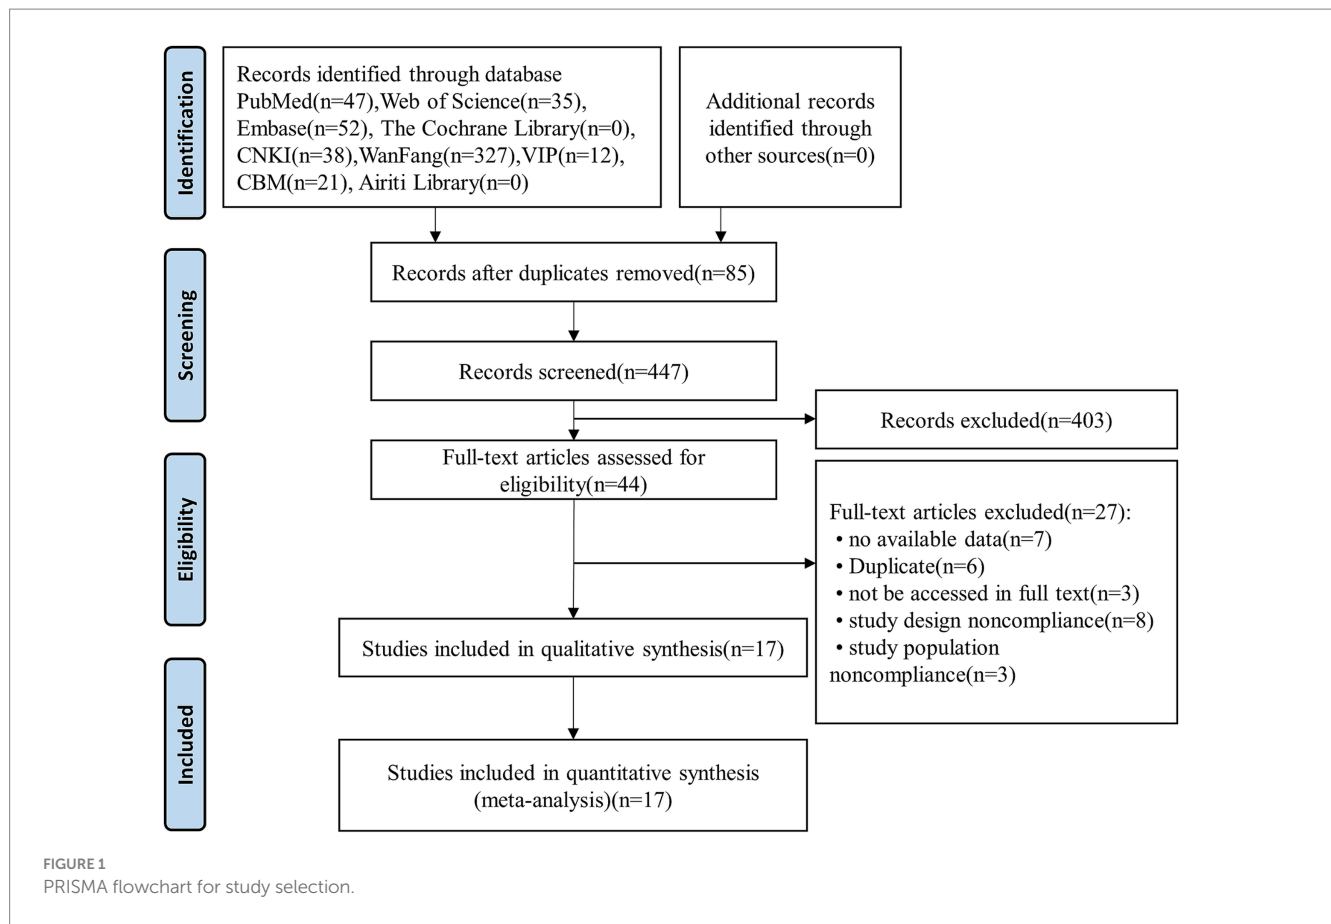 Identification
Records identified through database
PubMed(n=47),Web of Science(n=35),
Embase(n=52), The Cochrane Library(n=0),
CNKI(n=38),WanFang(n=327),VIP(n=12),
CBM(n=21), Airiti Library(n=0)
Additional records
identified through
other sources(n=0)
Screening
Records after duplicates removed(n=85)
Records screened(n=447)
Records excluded(n=403)
Eligibility
Full-text articles assessed for
eligibility(n=44)
Full-text articles excluded(n=27):
• no available data(n=7)
• Duplicate(n=6)
• not be accessed in full text(n=3)
• study design noncompliance(n=8)
• study population
noncompliance(n=3)
Studies included in qualitative synthesis(n=17)
Included
Studies included in quantitative synthesis
(meta-analysis)(n=17)
FIGURE 1
PRISMA flowchart for study selection.